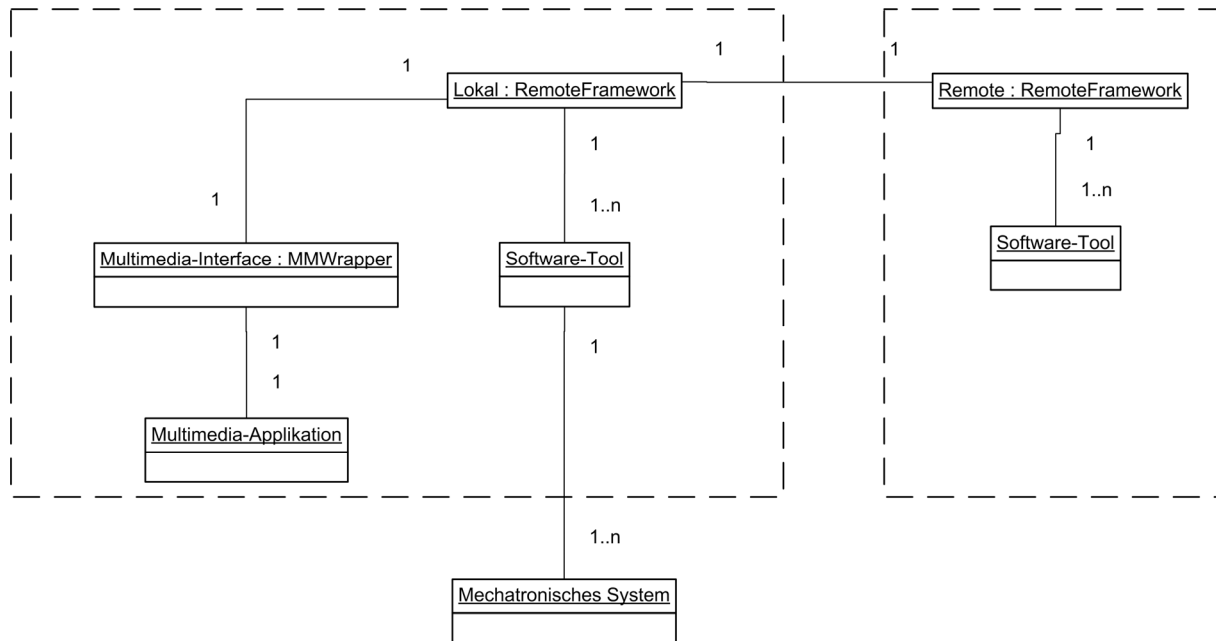 1
1
1
Lokal : RemoteFramework
Remote : RemoteFramework
1
1
1
1..n
1..n
Multimedia-Interface : MMWrapper
Software-Tool
Software-Tool
1
1
1
Multimedia-Applikation
1..n
Mechatronisches System